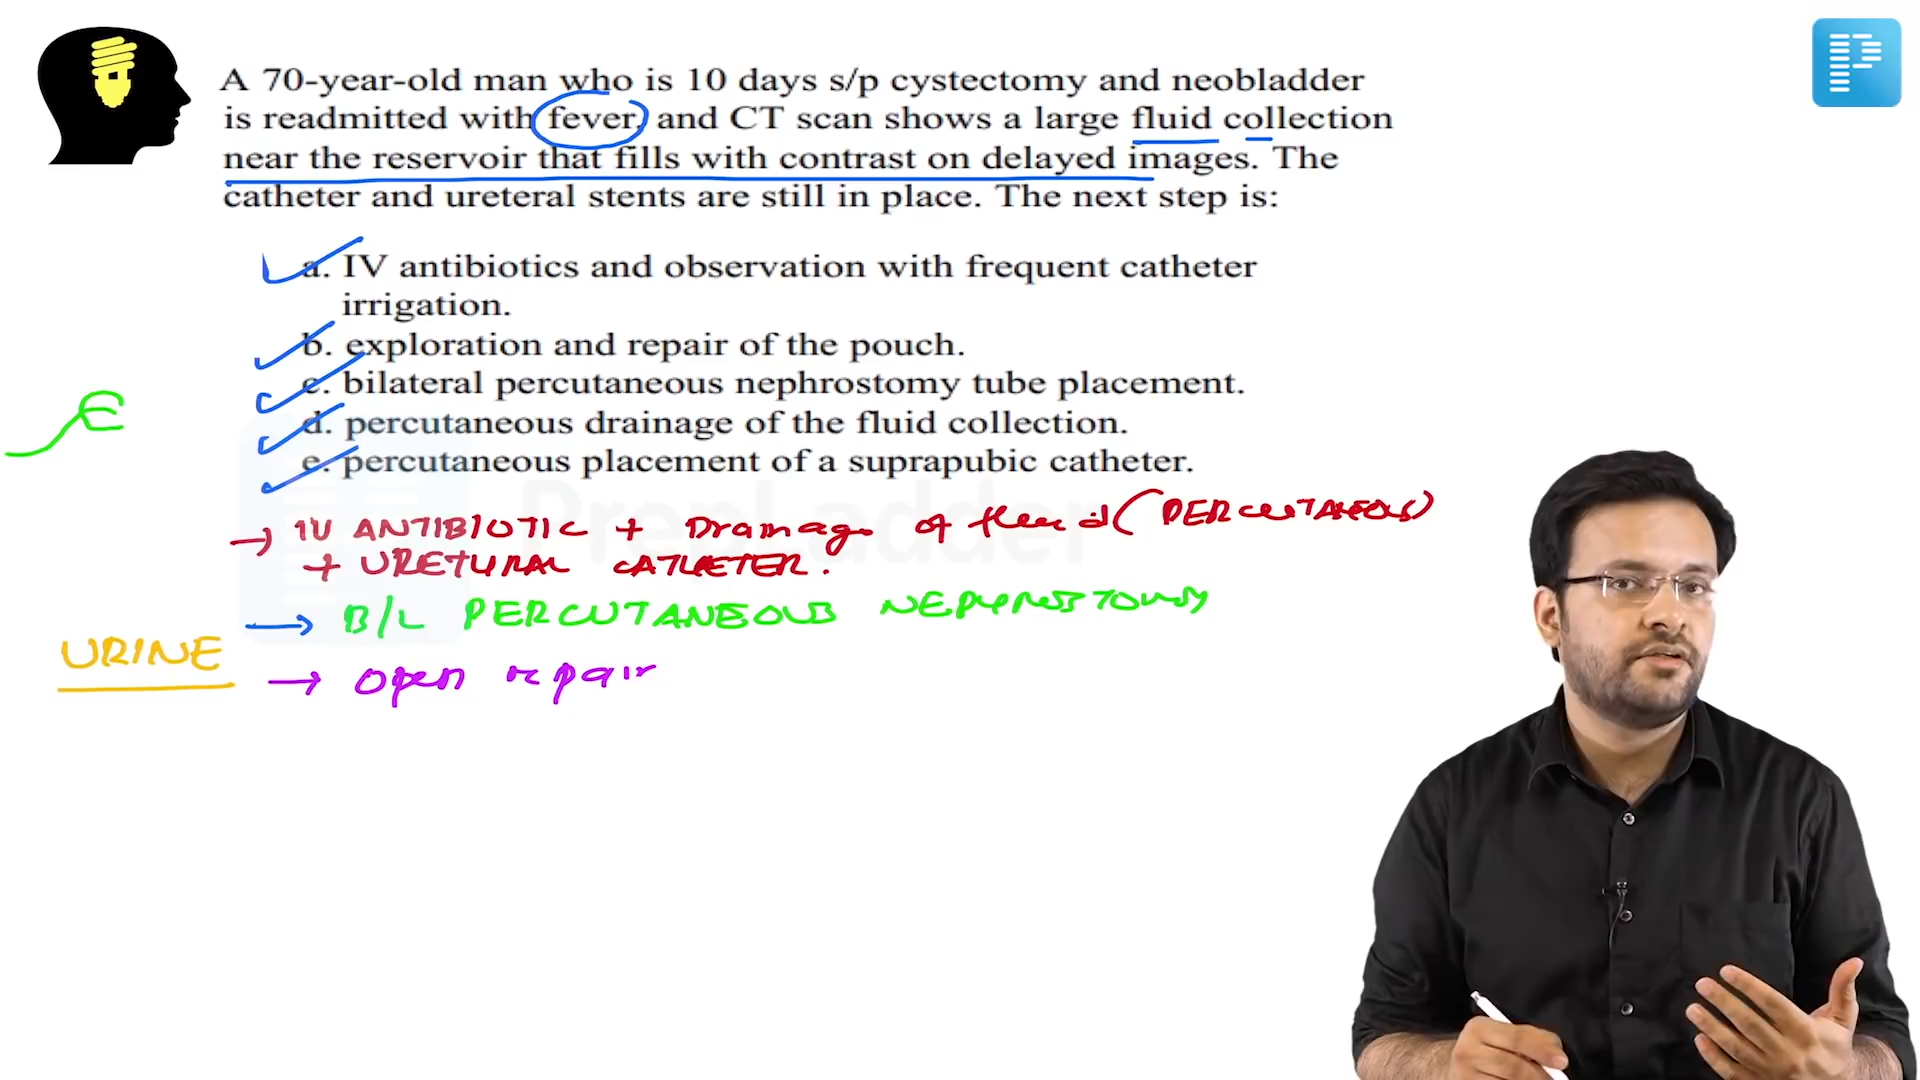 A 70-year-old man who is 10 days s/p cystectomy and neobladder
is readmitted with fever, and CT scan shows a large fluid collection
near the reservoir that fills with contrast on delayed images. The
catheter and ureteral stents are still in place. The next step is:
a. IV antibiotics and observation with frequent catheter
irrigation.
b. exploration and repair of the pouch.
c. bilateral percutaneous nephrostomy tube placement.
d. percutaneous drainage of the fluid collection.
e. percutaneous placement of a suprapubic catheter.
PrepLadder
→ IV ANTIBIOTIC + Drainage of fluid (PERCUTANEOUS)
+ URETHRAL CATHETER.
→ B/L PERCUTANEOUS NEPHROSTOMY
URINE
→ Open repair